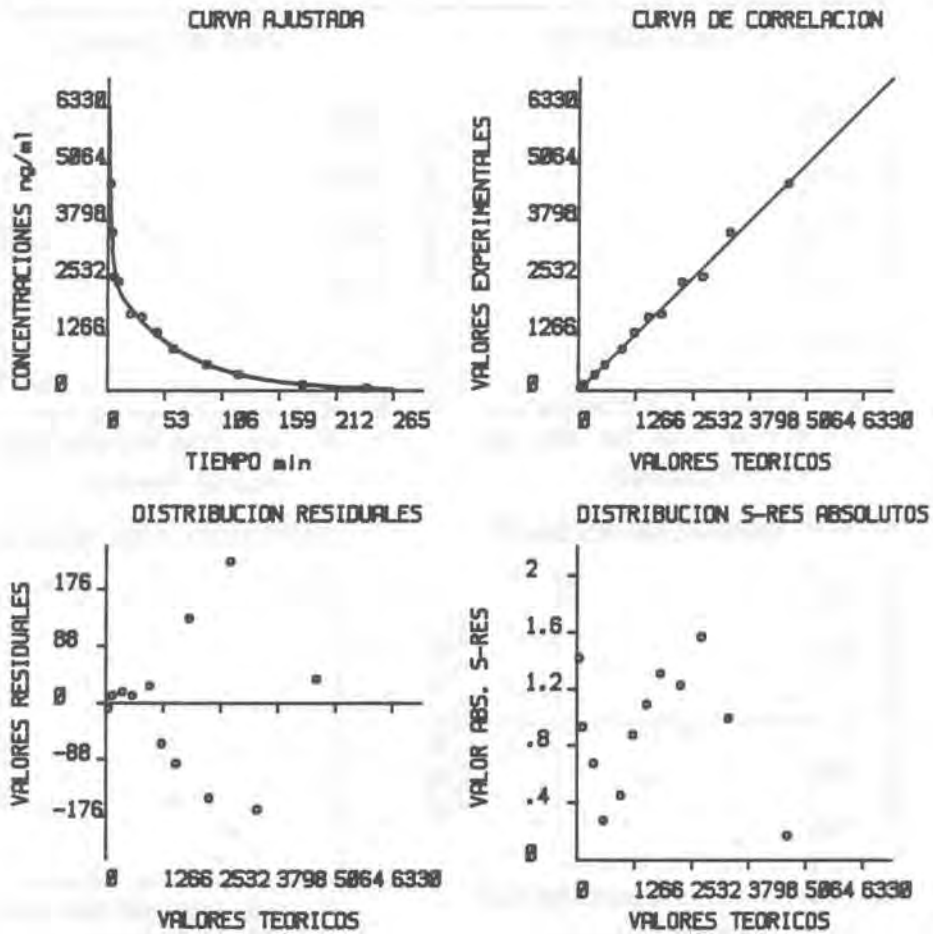 CURVA AJUSTADA
CONCENTRACIONES ng/ml
6330
5064
3798
2532
1266
0
0 53 106 159 212 265
TIEMPO min
CURVA DE CORRELACION
VALORES EXPERIMENTALES
6330
5064
3798
2532
1266
0
0 1266 2532 3798 5064 6330
VALORES TEORICOS
DISTRIBUCION RESIDUALES
VALORES RESIDUALES
176
88
0
-88
-176
0 1266 2532 3798 5064 6330
VALORES TEORICOS
DISTRIBUCION S-RES ABSOLUTOS
VALOR ABS. S-RES
2
1.6
1.2
.8
.4
0
0 1266 2532 3798 5064 6330
VALORES TEORICOS